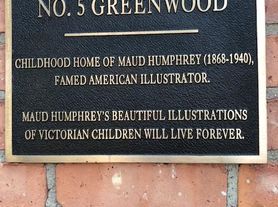 NO. 5 GREENWOOD
CHILDHOOD HOME OF MAUD HUMPHREY (1868-1940),
FAMED AMERICAN ILLUSTRATOR.
MAUD HUMPHREY'S BEAUTIFUL ILLUSTRATIONS
OF VICTORIAN CHILDREN WILL LIVE FOREVER.